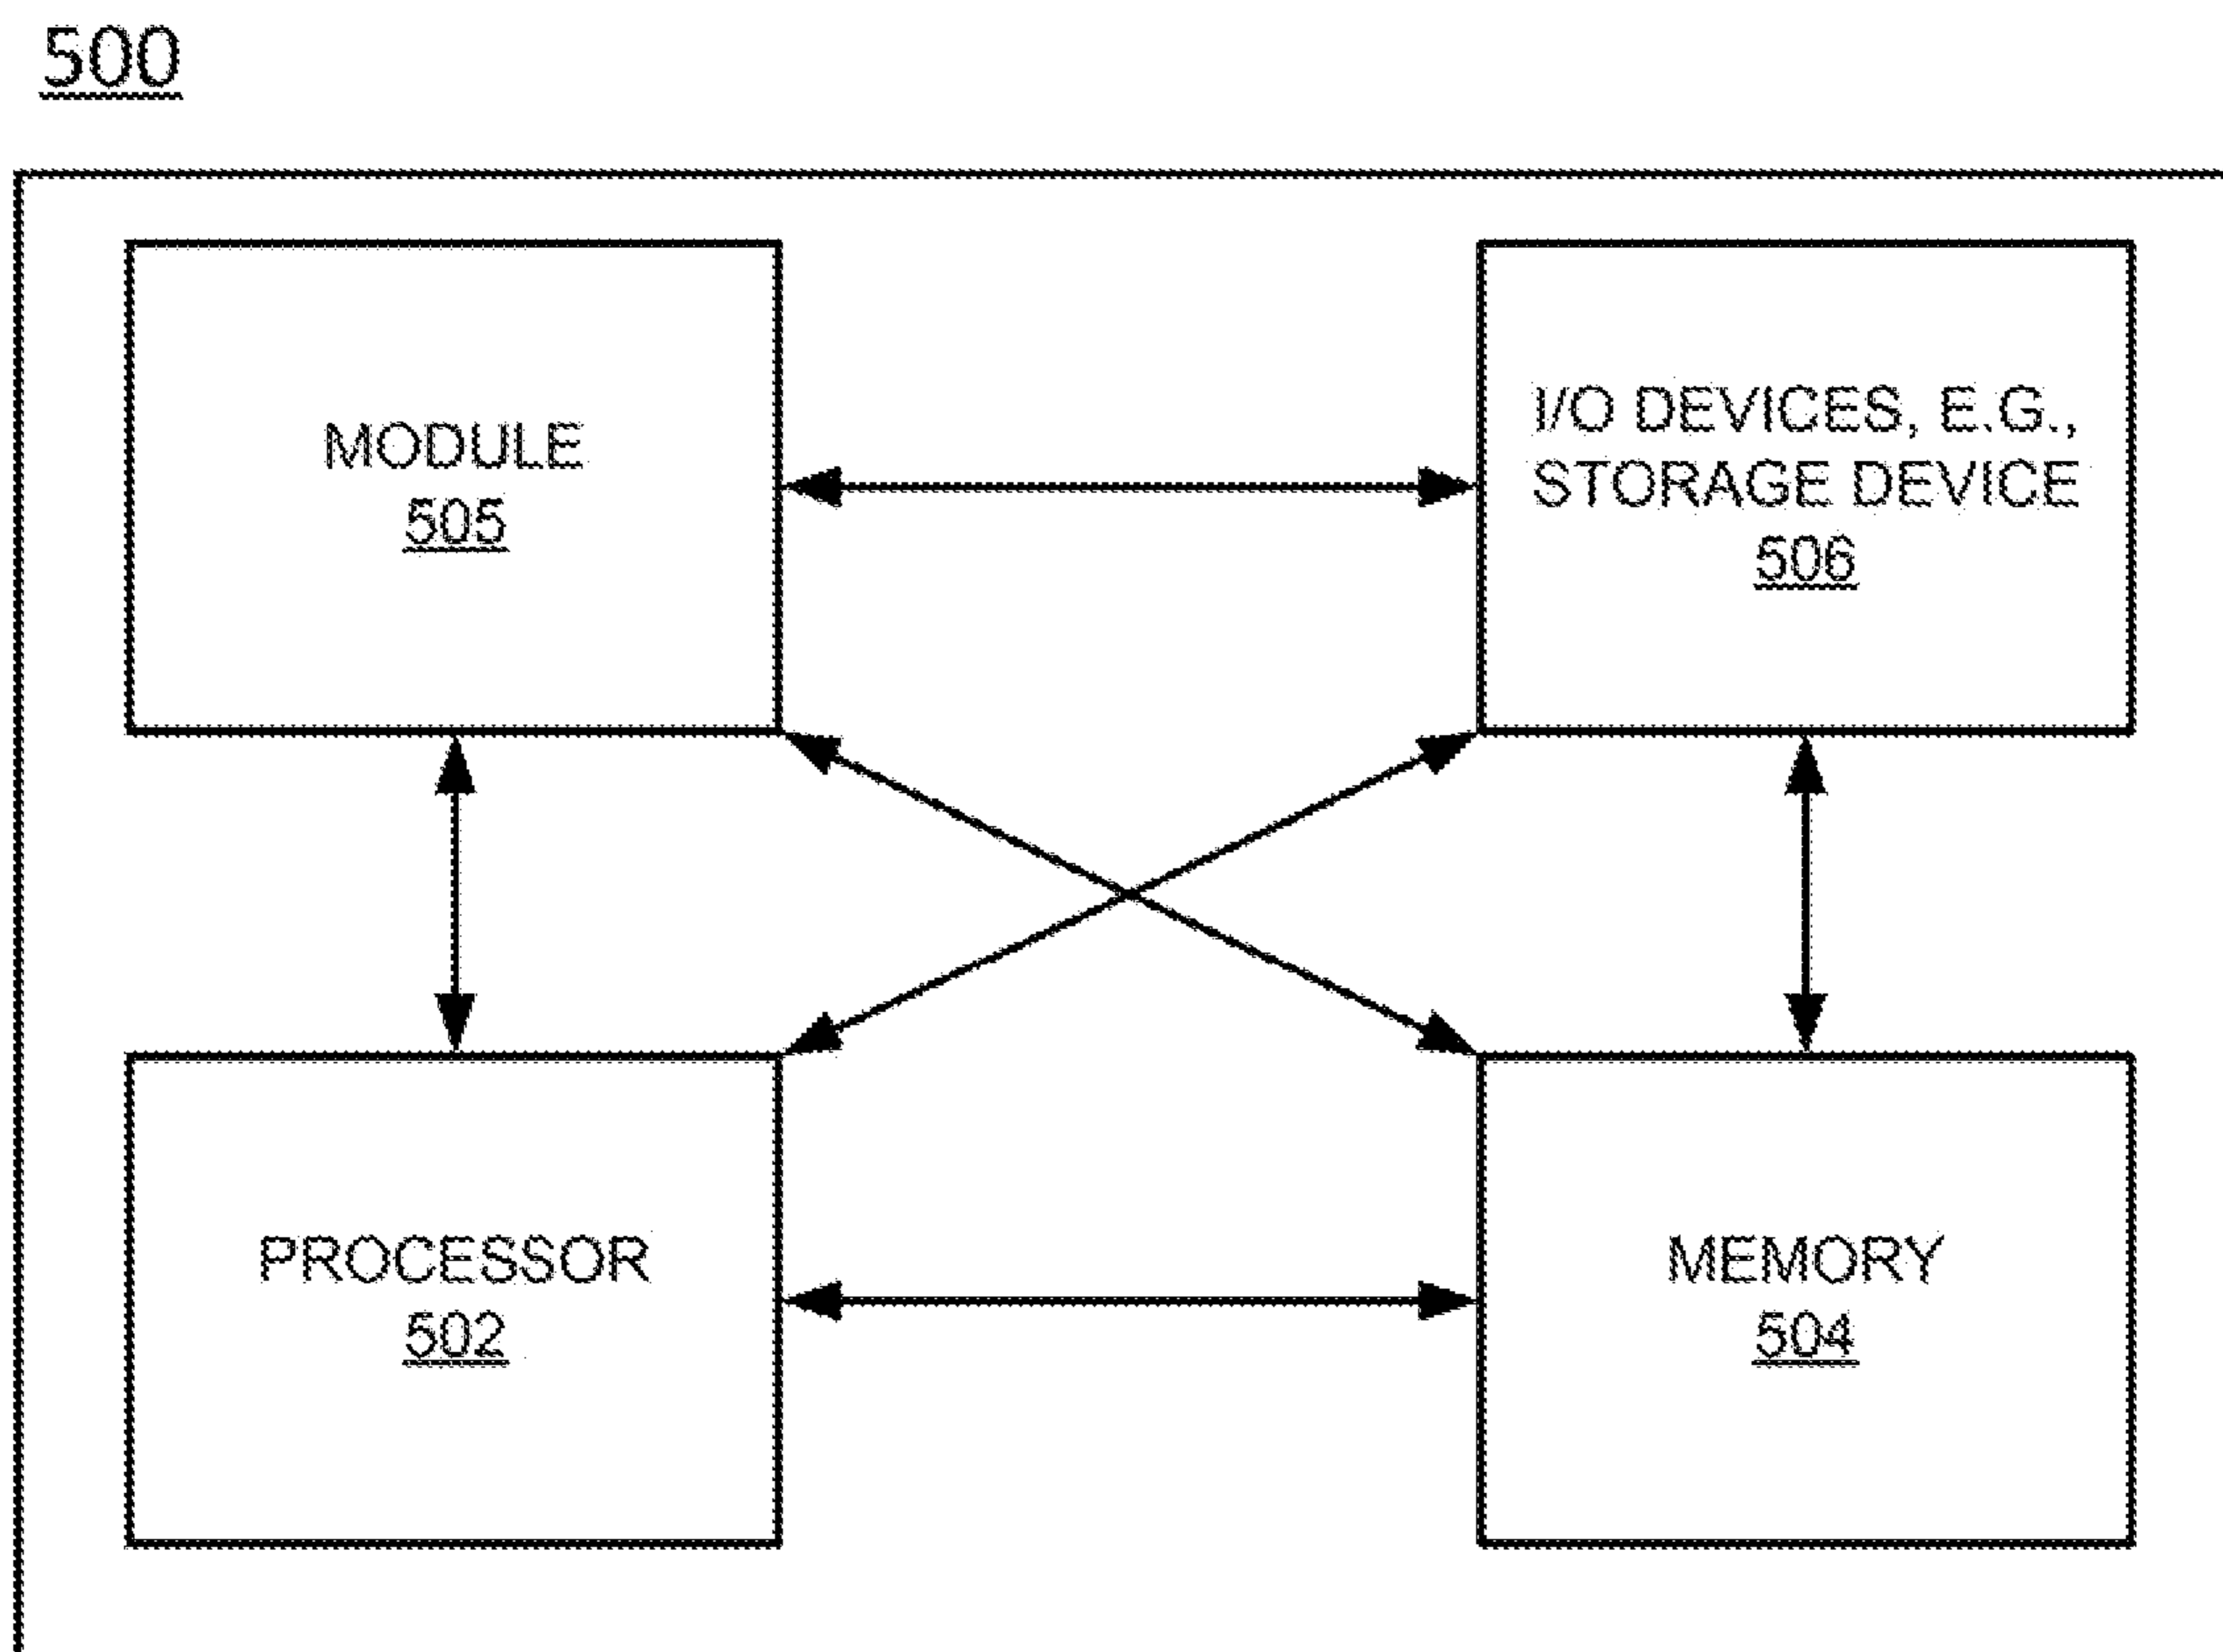 500
MODULE
505
I/O DEVICES, E.G.,
STORAGE DEVICE
506
PROCESSOR
502
MEMORY
504